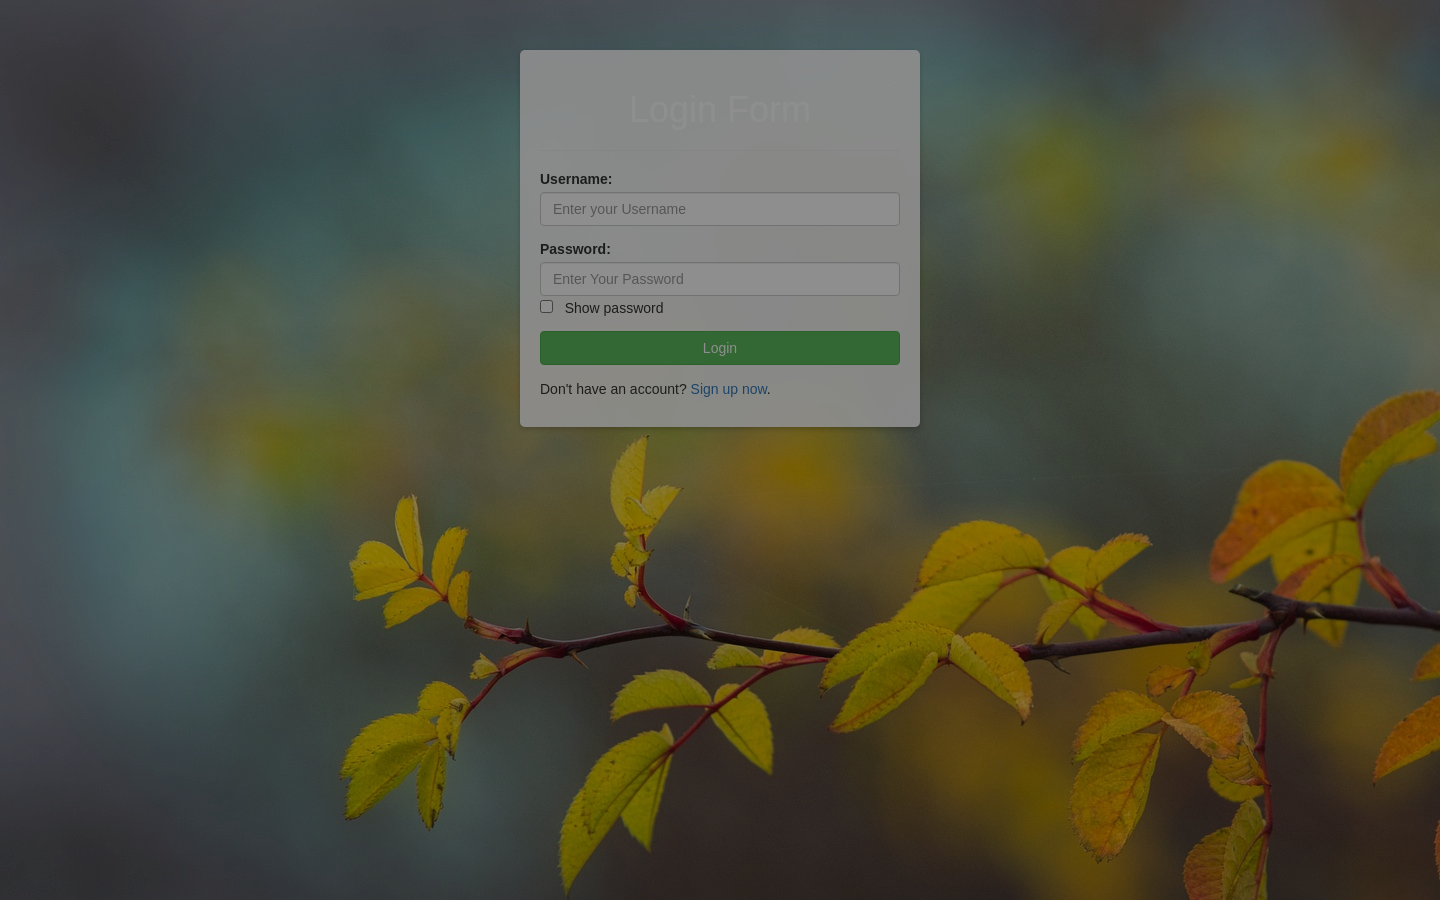 Login Form
Username:
Enter your Username
Password:
Enter Your Password
Show password
Login
Don't have an account? Sign up now.